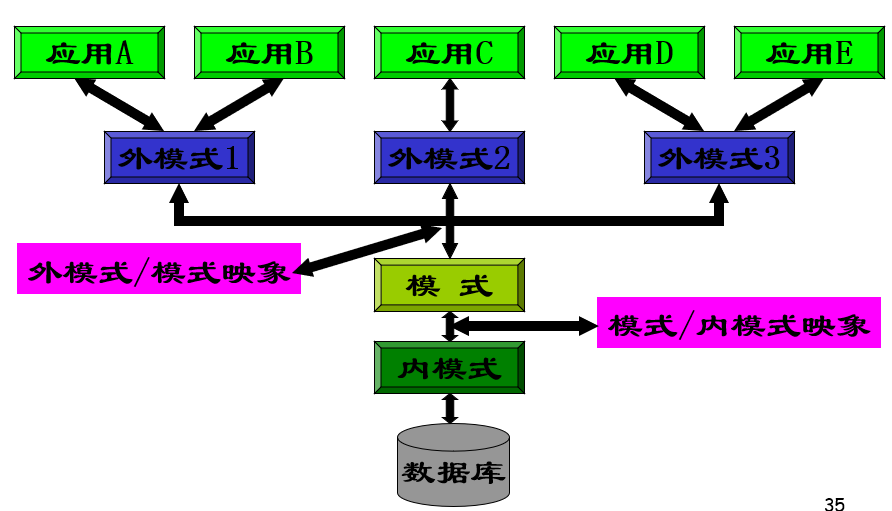 应用A
应用B
应用C
应用D
应用E
外模式1
外模式2
外模式3
外模式/模式映象
模 式
模式/内模式映象
内模式
数据库
35